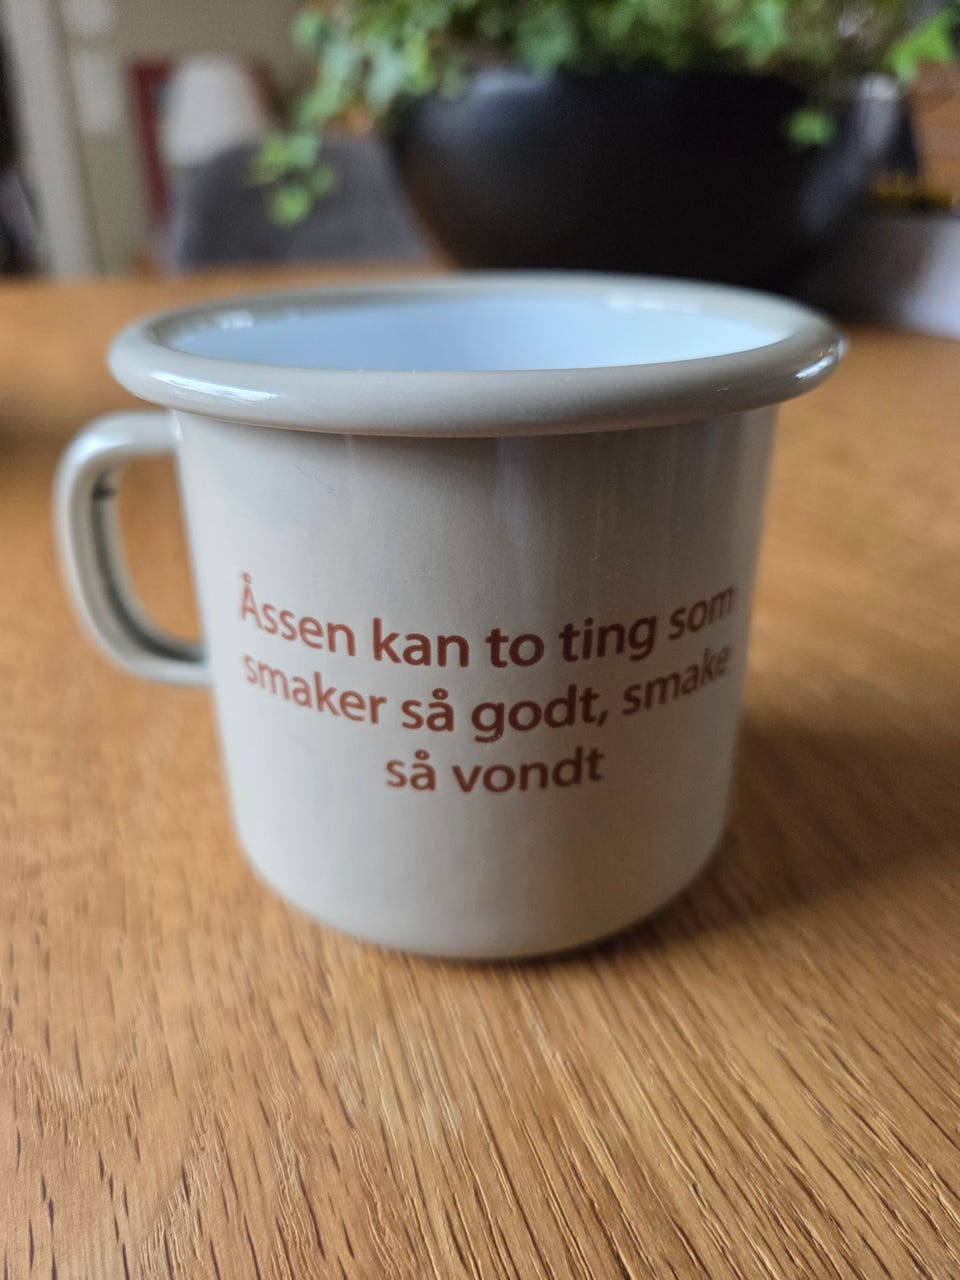 Åssen kan to ting som
smaker så godt, smake
så vondt